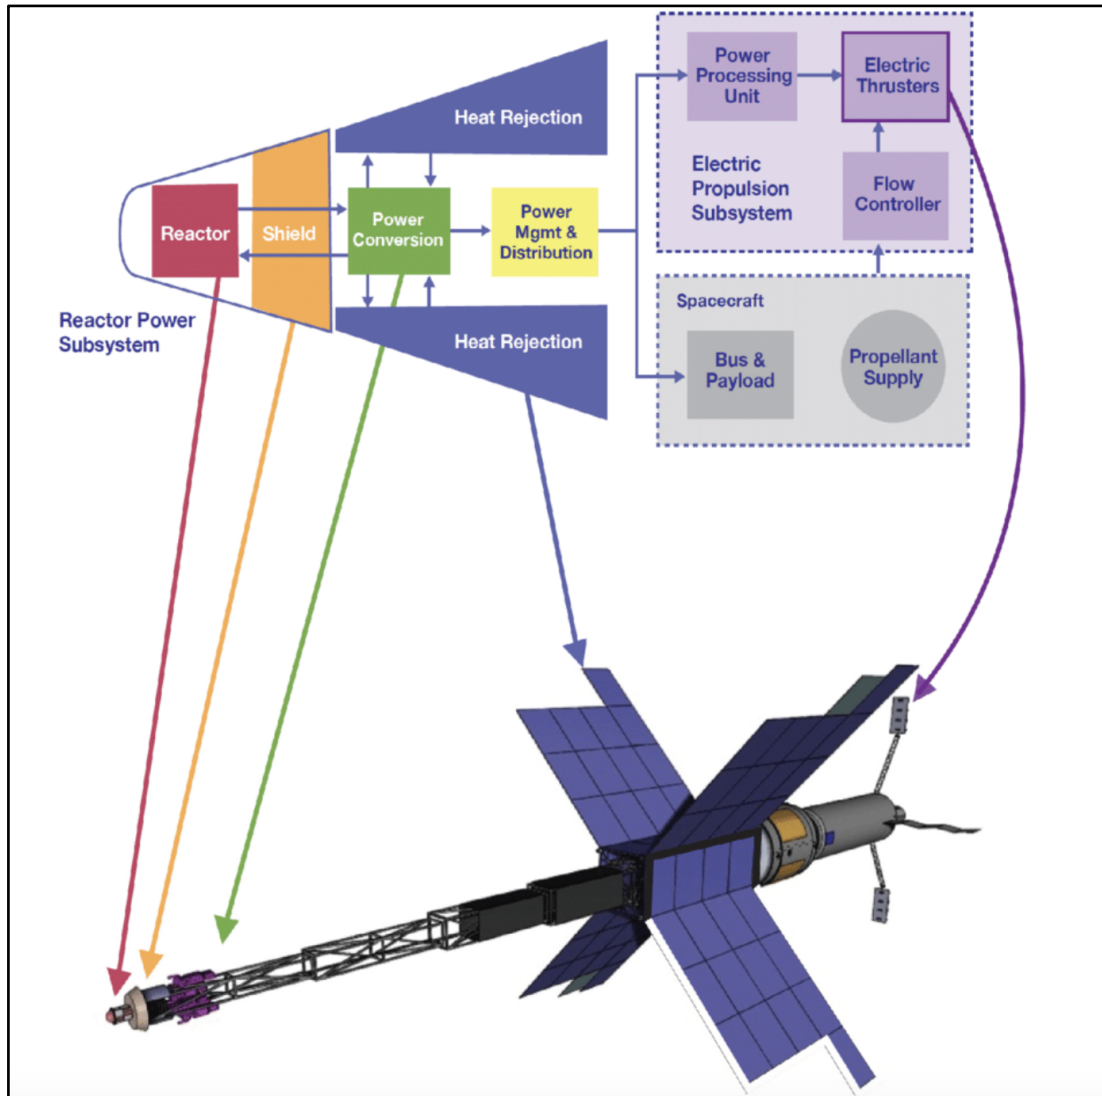 Heat Rejection
Reactor
Shield
Power
Conversion
Power
Mgmt &
Distribution
Heat Rejection
Reactor Power
Subsystem
Power
Processing
Unit
Electric
Thrusters
Electric
Propulsion
Subsystem
Flow
Controller
Spacecraft
Bus &
Payload
Propellant
Supply